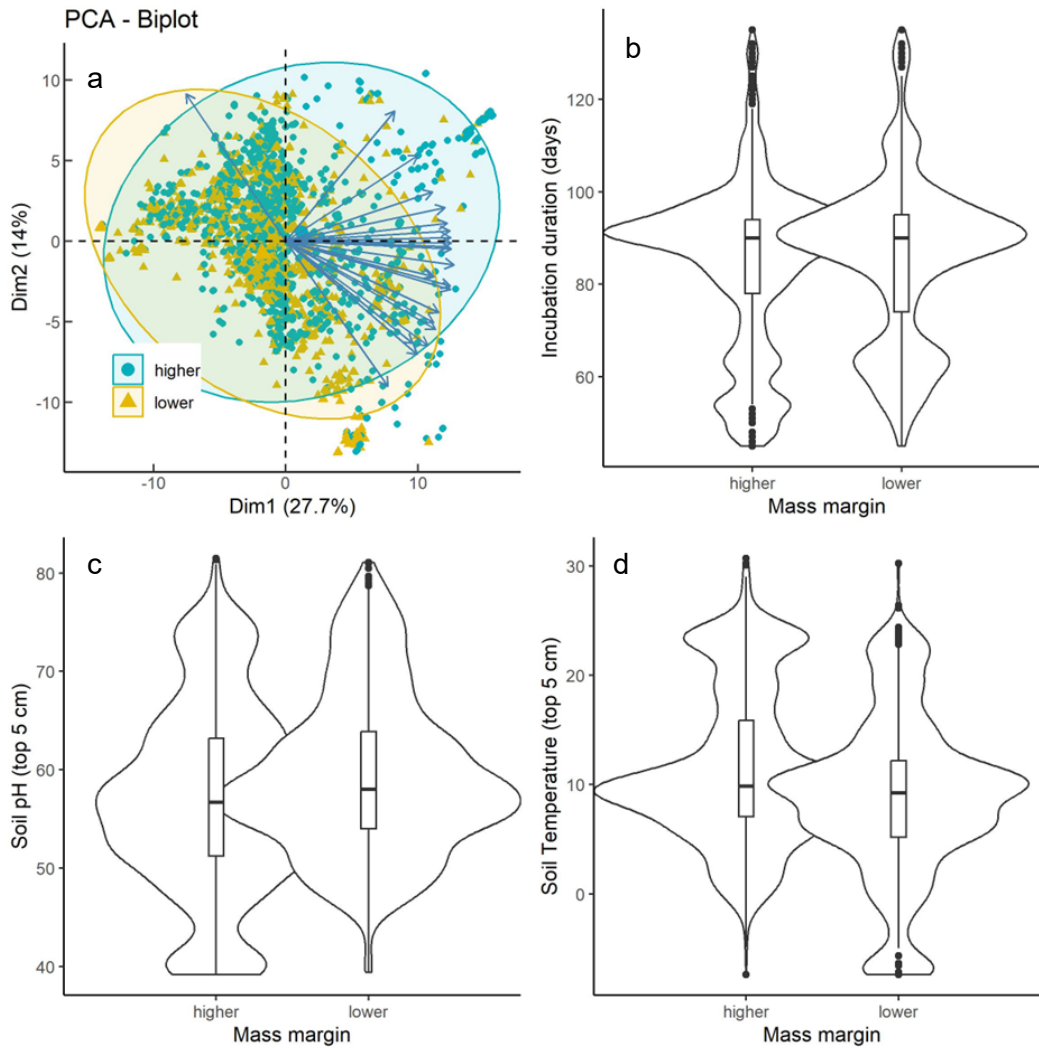 PCA - Biplot
a
10
5
0
-5
-10
Dim2 (14%)
higher
lower
-10
0
10
Dim1 (27.7%)
b
120
100
80
60
Incubation duration (days)
higher
lower
Mass margin
c
80
70
60
50
40
Soil pH (top 5 cm)
higher
lower
Mass margin
d
30
20
10
0
Soil Temperature (top 5 cm)
higher
lower
Mass margin